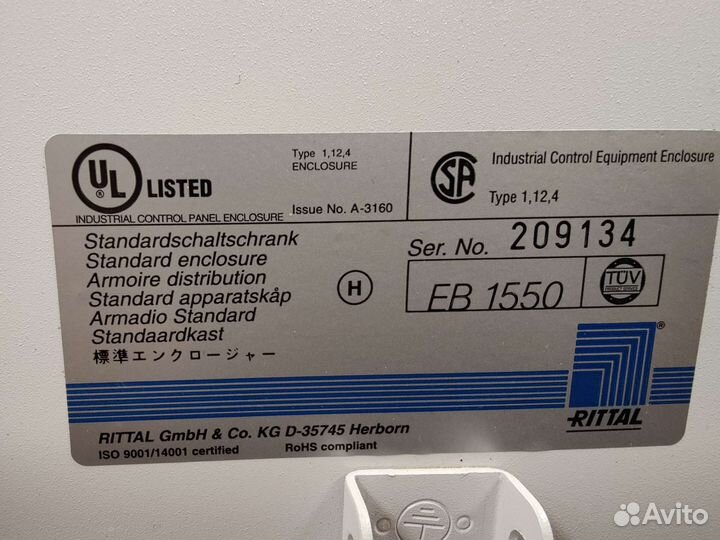 UL
®
LISTED
INDUSTRIAL CONTROL PANEL ENCLOSURE
Type 1,12,4
ENCLOSURE
Issue No. A-3160
SA
Industrial Control Equipment Enclosure
Type 1,12,4
Standardschaltschrank
Standard enclosure
Armoire distribution
Standard apparatskåp
Armadio Standard
Standaardkast
標準エンクロージャー
H
Ser. No. 209134
EB 1550
TÜV
PRODUCT SERVICE
®
RITTAL
RITTAL GmbH & Co. KG D-35745 Herborn
ISO 9001/14001 certified RoHS compliant
Avito